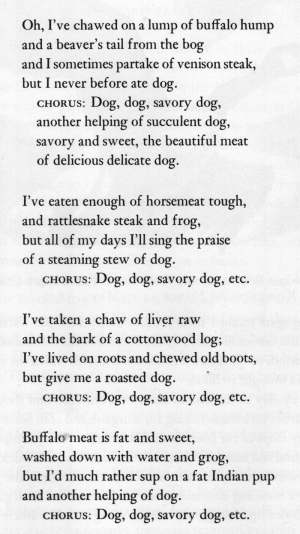 Oh, I've chawed on a lump of buffalo hump
and a beaver's tail from the bog
and I sometimes partake of venison steak,
but I never before ate dog.
CHORUS: Dog, dog, savory dog,
another helping of succulent dog,
savory and sweet, the beautiful meat
of delicious delicate dog.
I've eaten enough of horsemeat tough,
and rattlesnake steak and frog,
but all of my days I'll sing the praise
of a steaming stew of dog.
CHORUS: Dog, dog, savory dog, etc.
I've taken a chaw of liver raw
and the bark of a cottonwood log;
I've lived on roots and chewed old boots,
but give me a roasted dog.
CHORUS: Dog, dog, savory dog, etc.
Buffalo meat is fat and sweet,
washed down with water and grog,
but I'd much rather sup on a fat Indian pup
and another helping of dog.
CHORUS: Dog, dog, savory dog, etc.